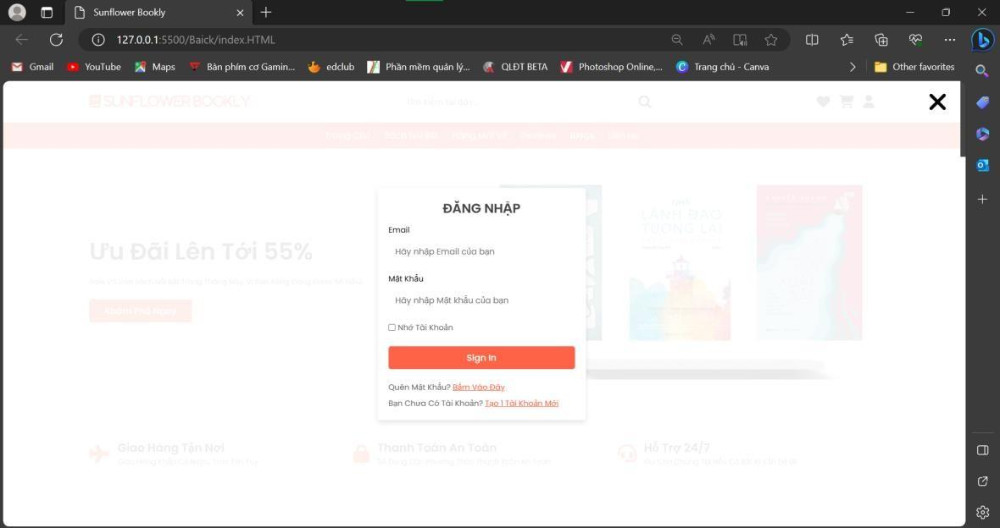 Sunflower Bookly
127.0.0.1:5500/Baick/index.HTML
Gmail YouTube Maps Bàn phím cơ Gamin... edclub Phần mềm quản lý... QLĐT BETA Photoshop Online,... Trang chủ - Canva Other favorites
SUNFLOWER BOOKLY Tìm kiếm tại đây...
Trang Chủ Sách Nổi Bật Hàng Mới Về Reviews Blogs Liên Hệ
ĐĂNG NHẬP
Email
Hãy nhập Email của bạn
Mật Khẩu
Hãy nhập Mật khẩu của bạn
Nhớ Tài Khoản
Sign In
Quên Mật Khẩu? Bấm Vào Đây
Bạn Chưa Có Tài Khoản? Tạo 1 Tài Khoản Mới
Ưu Đãi Lên Tới 55%
Khám Phá Ngay
NHÀ
LÃNH ĐẠO
TƯƠNG LAI
Giao Hàng Tận Nơi
Thanh Toán An Toàn
Hỗ Trợ 24/7